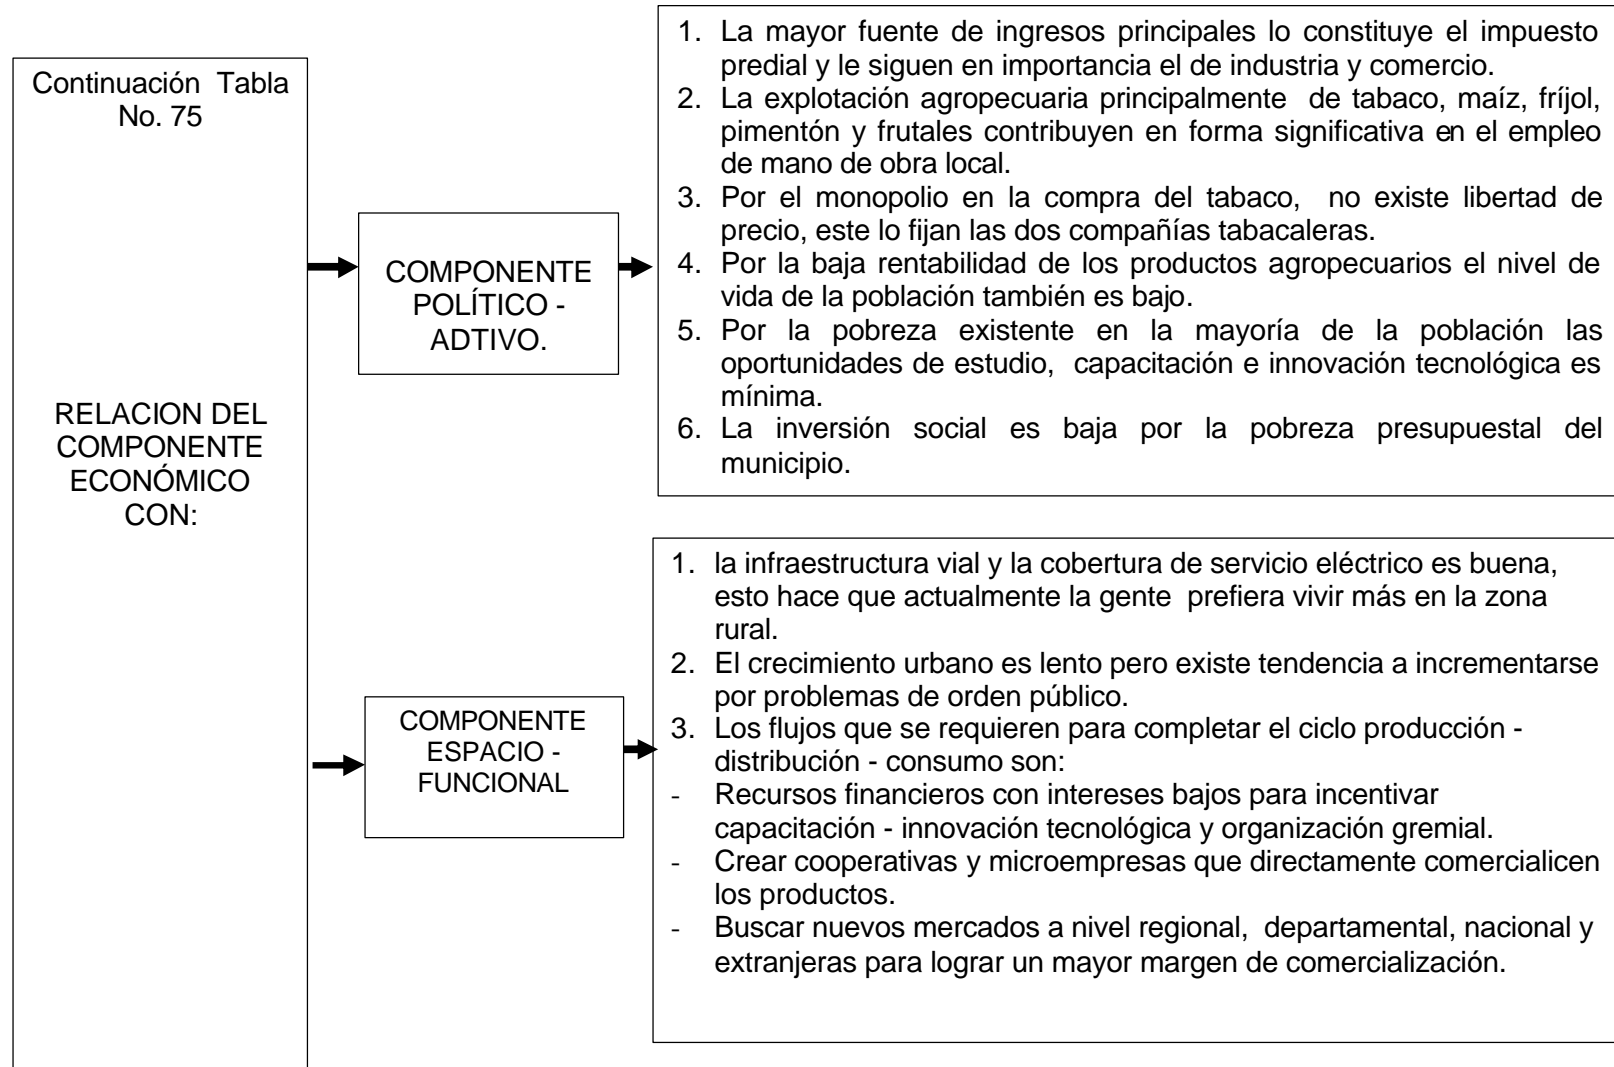 Continuación Tabla
No. 75
RELACION DEL
COMPONENTE
ECONÓMICO
CON:
COMPONENTE
POLÍTICO -
ADTIVO.
1. La mayor fuente de ingresos principales lo constituye el impuesto
predial y le siguen en importancia el de industria y comercio.
2. La explotación agropecuaria principalmente de tabaco, maíz, fríjol,
pimentón y frutales contribuyen en forma significativa en el empleo
de mano de obra local.
3. Por el monopolio en la compra del tabaco, no existe libertad de
precio, este lo fijan las dos compañías tabacaleras.
4. Por la baja rentabilidad de los productos agropecuarios el nivel de
vida de la población también es bajo.
5. Por la pobreza existente en la mayoría de la población las
oportunidades de estudio, capacitación e innovación tecnológica es
mínima.
6. La inversión social es baja por la pobreza presupuestal del
municipio.
COMPONENTE
ESPACIO -
FUNCIONAL
1. la infraestructura vial y la cobertura de servicio eléctrico es buena,
esto hace que actualmente la gente prefiera vivir más en la zona
rural.
2. El crecimiento urbano es lento pero existe tendencia a incrementarse
por problemas de orden público.
3. Los flujos que se requieren para completar el ciclo producción -
distribución - consumo son:
- Recursos financieros con intereses bajos para incentivar
capacitación - innovación tecnológica y organización gremial.
- Crear cooperativas y microempresas que directamente comercialicen
los productos.
- Buscar nuevos mercados a nivel regional, departamental, nacional y
extranjeras para lograr un mayor margen de comercialización.